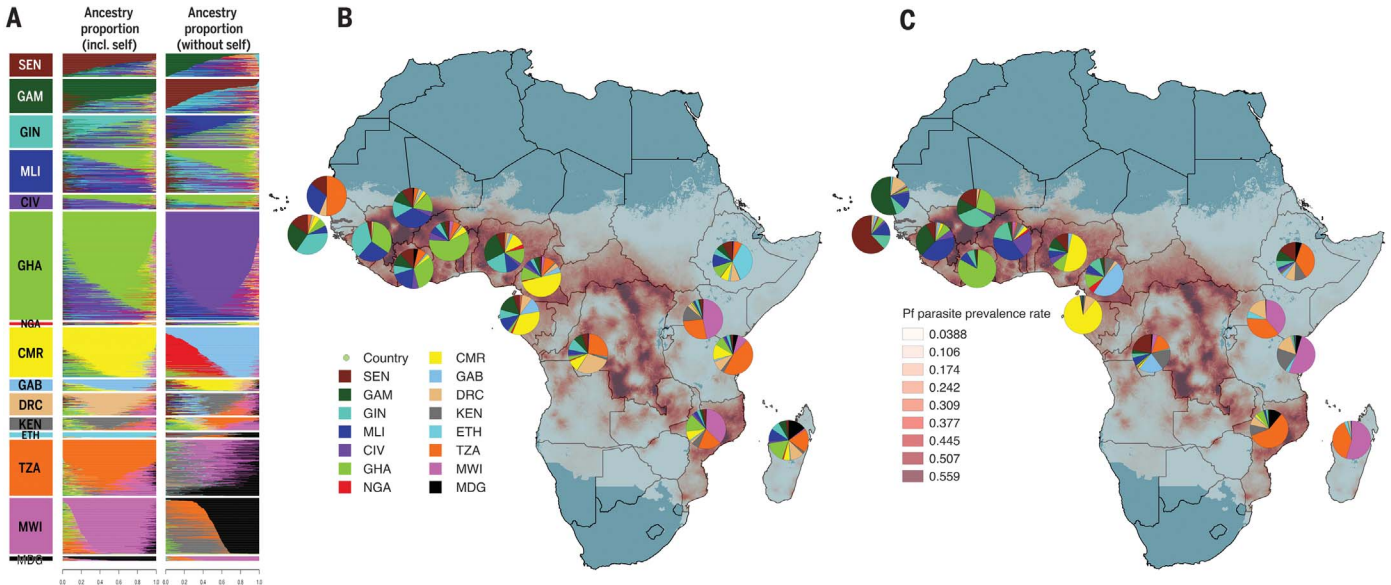 A
Ancestry
proportion
(incl. self)
Ancestry
proportion
(without self)
SEN
GAM
GIN
MLI
CIV
GHA
NGA
CMR
GAB
DRC
KEN
ETH
TZA
MWI
MDG
0.0 0.2 0.4 0.6 0.8 1.0
0.0 0.2 0.4 0.6 0.8 1.0
B
Country
SEN
GAM
GIN
MLI
CIV
GHA
NGA
CMR
GAB
DRC
KEN
ETH
TZA
MWI
MDG
C
Pf parasite prevalence rate
0.0388
0.106
0.174
0.242
0.309
0.377
0.445
0.507
0.559